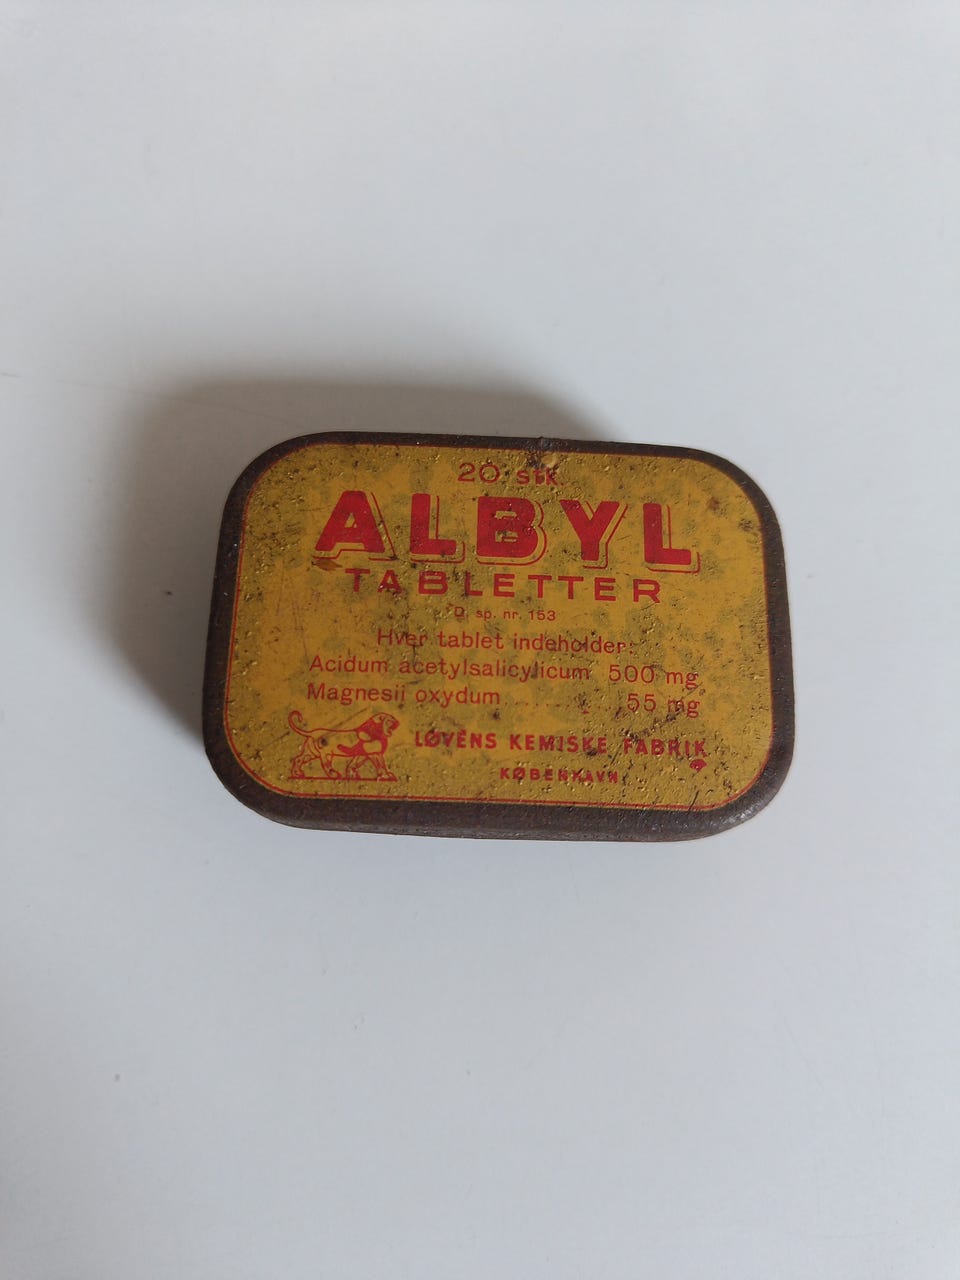 20 stk
ALBYL
TABLETTER
D. sp. nr. 153
Hver tablet indeholder:
Acidum acetylsalicylicum 500 mg
Magnesii oxydum ........ 55 mg
LØVENS KEMISKE FABRIK
KØBENHAVN